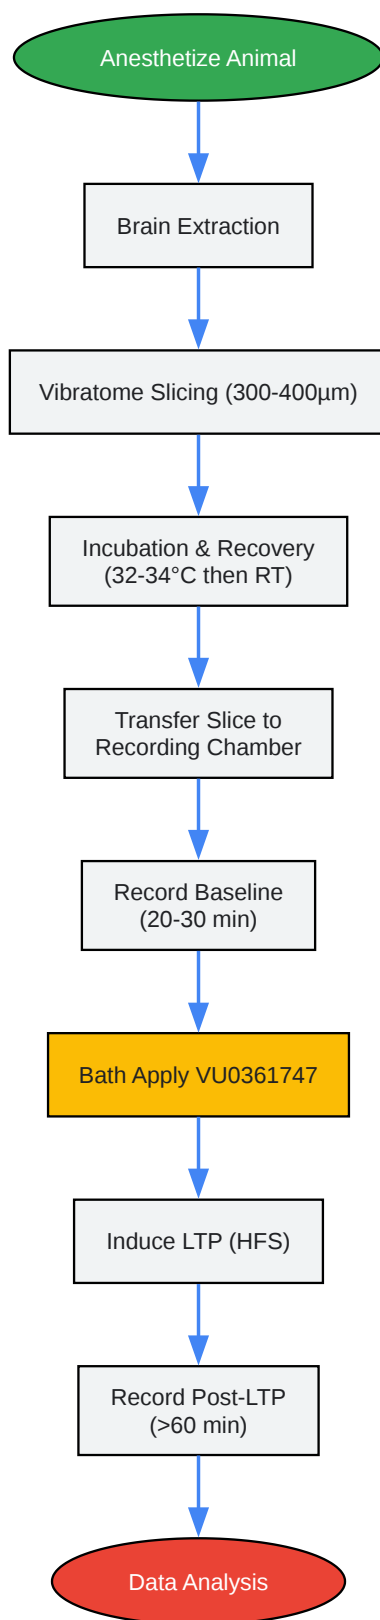 Anesthetize Animal
Brain Extraction
Vibratome Slicing (300-400µm)
Incubation & Recovery
(32-34°C then RT)
Transfer Slice to
Recording Chamber
Record Baseline
(20-30 min)
Bath Apply VU0361747
Induce LTP (HFS)
Record Post-LTP
(>60 min)
Data Analysis